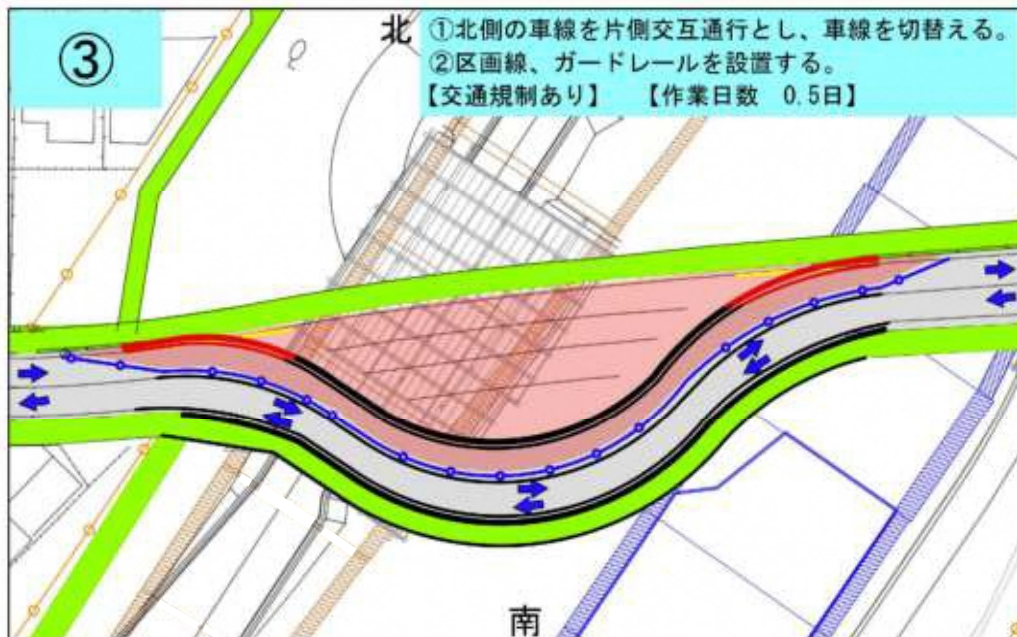 ③
北
①北側の車線を片側交互通行とし、車線を切替える。
②区画線、ガードレールを設置する。
【交通規制あり】　【作業日数　0.5日】
南